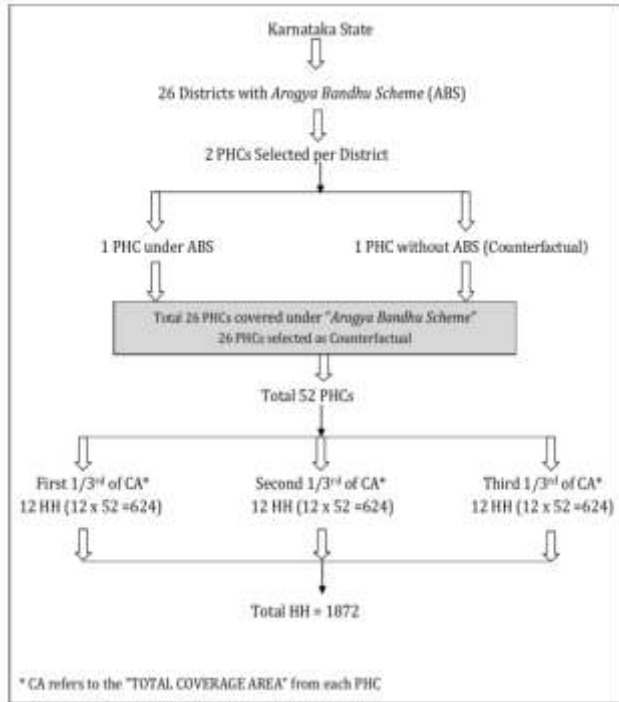 Karnataka State
26 Districts with Arogya Bandhu Scheme (ABS)
2 PHCs Selected per District
1 PHC under ABS
1 PHC without ABS (Counterfactual)
Total 26 PHCs covered under "Arogya Bandhu Scheme"
26 PHCs selected as Counterfactual
Total 52 PHCs
First 1/3rd of CA*
12 HH (12 x 52 =624)
Second 1/3rd of CA*
12 HH (12 x 52 =624)
Third 1/3rd of CA*
12 HH (12 x 52 =624)
Total HH = 1872
* CA refers to the "TOTAL COVERAGE AREA" from each PHC